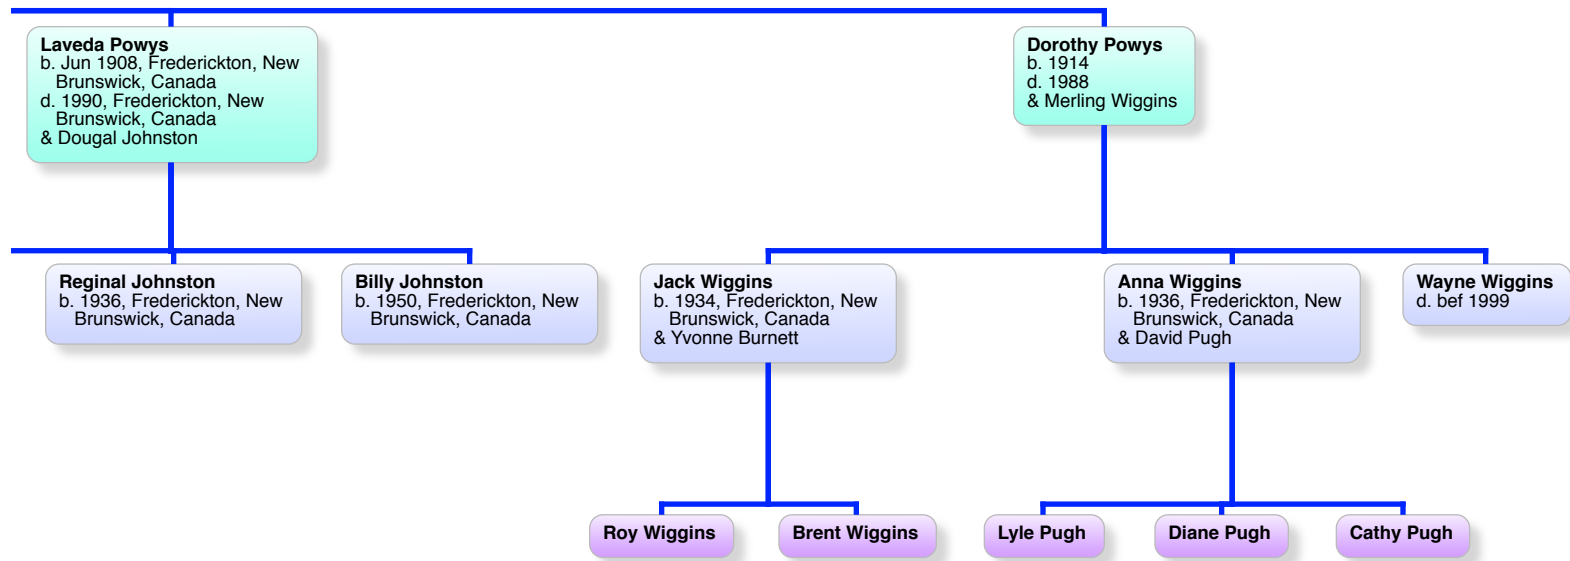 Laveda Powys
b. Jun 1908, Frederickton, New
Brunswick, Canada
d. 1990, Frederickton, New
Brunswick, Canada
& Dougal Johnston
Dorothy Powys
b. 1914
d. 1988
& Merling Wiggins
Reginal Johnston
b. 1936, Frederickton, New
Brunswick, Canada
Billy Johnston
b. 1950, Frederickton, New
Brunswick, Canada
Jack Wiggins
b. 1934, Frederickton, New
Brunswick, Canada
& Yvonne Burnett
Anna Wiggins
b. 1936, Frederickton, New
Brunswick, Canada
& David Pugh
Wayne Wiggins
d. bef 1999
Roy Wiggins
Brent Wiggins
Lyle Pugh
Diane Pugh
Cathy Pugh